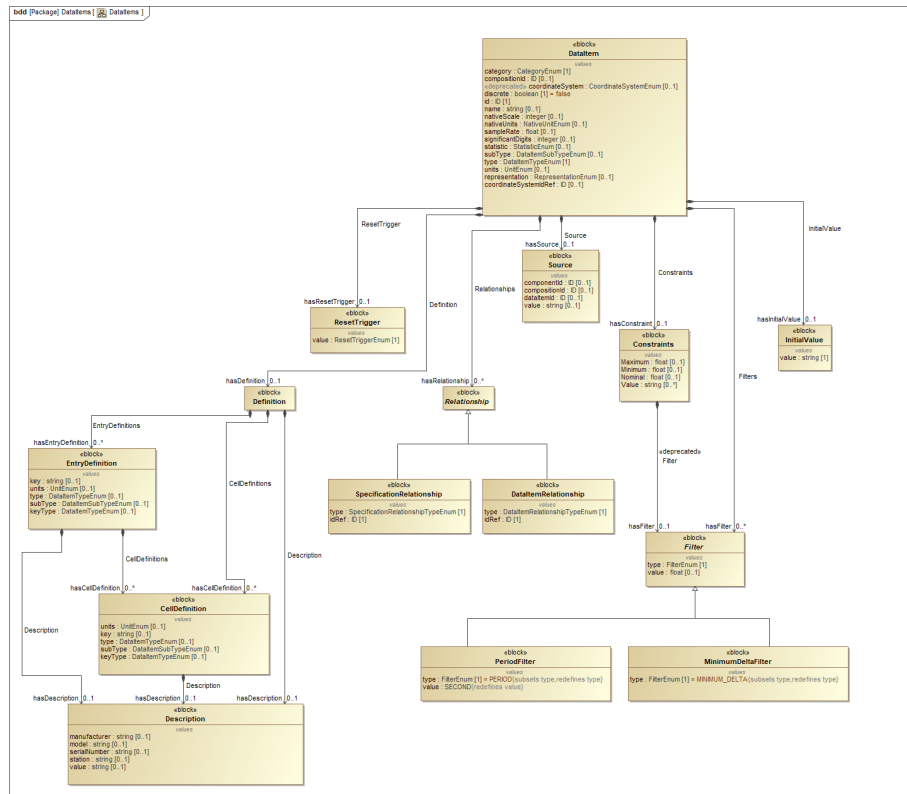 bdd [Package] DataItems [ DataItems ]
«block»
DataItem
values
category : CategoryEnum [1]
compositionId : ID [0..1]
«deprecated» coordinateSystem : CoordinateSystemEnum [0..1]
discrete : boolean [1] = false
id : ID [1]
name : string [0..1]
nativeScale : integer [0..1]
nativeUnits : NativeUnitEnum [0..1]
sampleRate : float [0..1]
significantDigits : integer [0..1]
statistic : StatisticEnum [0..1]
subType : DataItemSubTypeEnum [0..1]
type : DataItemTypeEnum [1]
units : UnitEnum [0..1]
representation : RepresentationEnum [0..1]
coordinateSystemIdRef : ID [0..1]
ResetTrigger
Definition
Relationships
Source
Constraints
Filters
InitialValue
hasResetTrigger 0..1
«block»
ResetTrigger
values
value : ResetTriggerEnum [1]
hasSource 0..1
«block»
Source
values
componentId : ID [0..1]
compositionId : ID [0..1]
dataItemId : ID [0..1]
value : string [0..1]
hasConstraint 0..1
«block»
Constraints
values
Maximum : float [0..1]
Minimum : float [0..1]
Nominal : float [0..1]
Value : string [0..*]
hasInitialValue 0..1
«block»
InitialValue
values
value : string [1]
hasDefinition 0..1
«block»
Definition
hasRelationship 0..*
«block»
Relationship
EntryDefinitions
CellDefinitions
Description
hasEntryDefinition 0..*
«block»
EntryDefinition
values
key : string [0..1]
units : UnitEnum [0..1]
type : DataItemTypeEnum [0..1]
subType : DataItemSubTypeEnum [0..1]
keyType : DataItemTypeEnum [0..1]
«block»
SpecificationRelationship
values
type : SpecificationRelationshipTypeEnum [1]
idRef : ID [1]
«block»
DataItemRelationship
values
type : DataItemRelationshipTypeEnum [1]
idRef : ID [1]
«deprecated»
Filter
hasFilter 0..1
hasFilter 0..*
«block»
Filter
values
type : FilterEnum [1]
value : float [0..1]
CellDefinitions
Description
hasCellDefinition 0..*
hasCellDefinition 0..*
«block»
CellDefinition
values
units : UnitEnum [0..1]
key : string [0..1]
type : DataItemTypeEnum [0..1]
subType : DataItemSubTypeEnum [0..1]
keyType : DataItemTypeEnum [0..1]
«block»
PeriodFilter
values
type : FilterEnum [1] = PERIOD{subsets type,redefines type}
value : SECOND{redefines value}
«block»
MinimumDeltaFilter
values
type : FilterEnum [1] = MINIMUM_DELTA{subsets type,redefines type}
Description
hasDescription 0..1
hasDescription 0..1
hasDescription 0..1
«block»
Description
values
manufacturer : string [0..1]
model : string [0..1]
serialNumber : string [0..1]
station : string [0..1]
value : string [0..1]